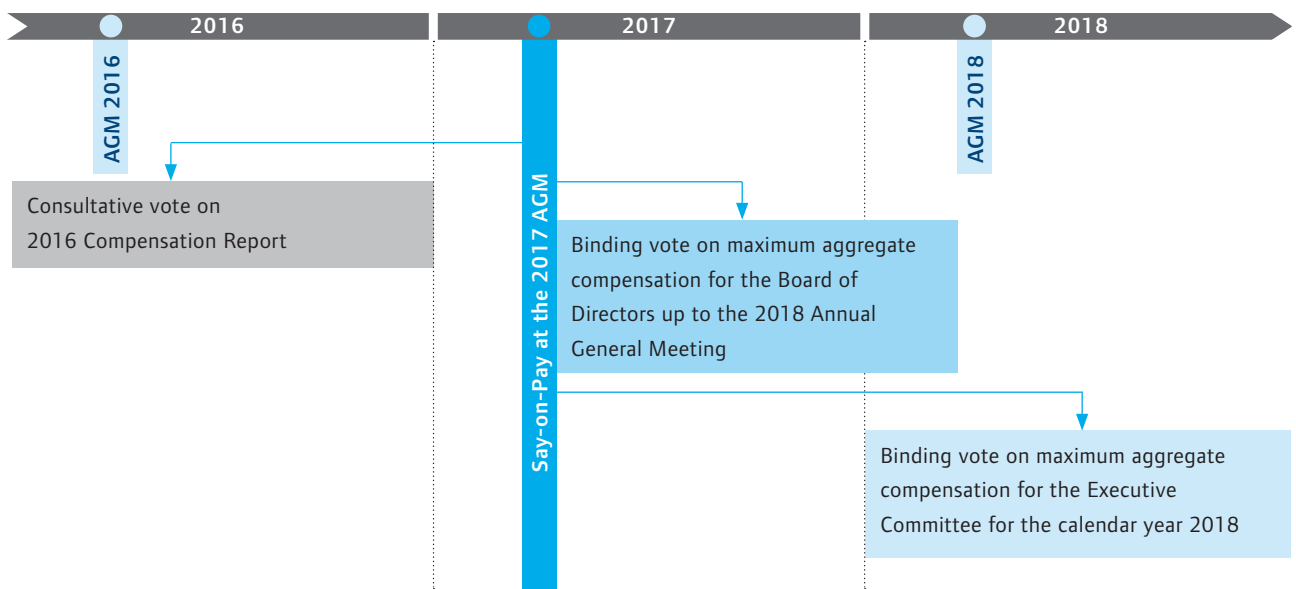 2016
2017
2018
AGM 2016
Say-on-Pay at the 2017 AGM
AGM 2018
Consultative vote on
2016 Compensation Report
Binding vote on maximum aggregate
compensation for the Board of
Directors up to the 2018 Annual
General Meeting
Binding vote on maximum aggregate
compensation for the Executive
Committee for the calendar year 2018